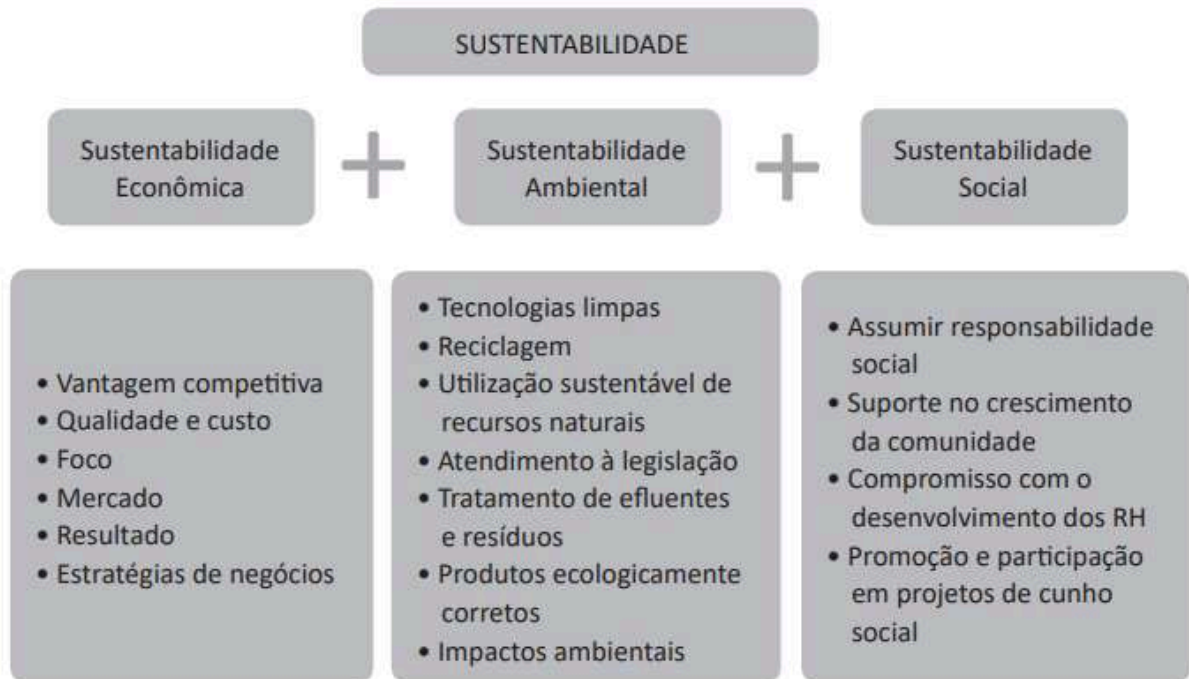 SUSTENTABILIDADE
Sustentabilidade
Econômica
+
Sustentabilidade
Ambiental
+
Sustentabilidade
Social
• Vantagem competitiva
• Qualidade e custo
• Foco
• Mercado
• Resultado
• Estratégias de negócios
• Tecnologias limpas
• Reciclagem
• Utilização sustentável de
recursos naturais
• Atendimento à legislação
• Tratamento de efluentes
e resíduos
• Produtos ecologicamente
corretos
• Impactos ambientais
• Assumir responsabilidade
social
• Suporte no crescimento
da comunidade
• Compromisso com o
desenvolvimento dos RH
• Promoção e participação
em projetos de cunho
social